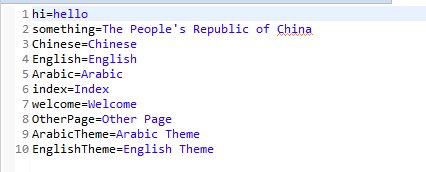 1 hi=hello
2 something=The People's Republic of China
3 Chinese=Chinese
4 English=English
5 Arabic=Arabic
6 index=Index
7 welcome=Welcome
8 OtherPage=Other Page
9 ArabicTheme=Arabic Theme
10 EnglishTheme=English Theme